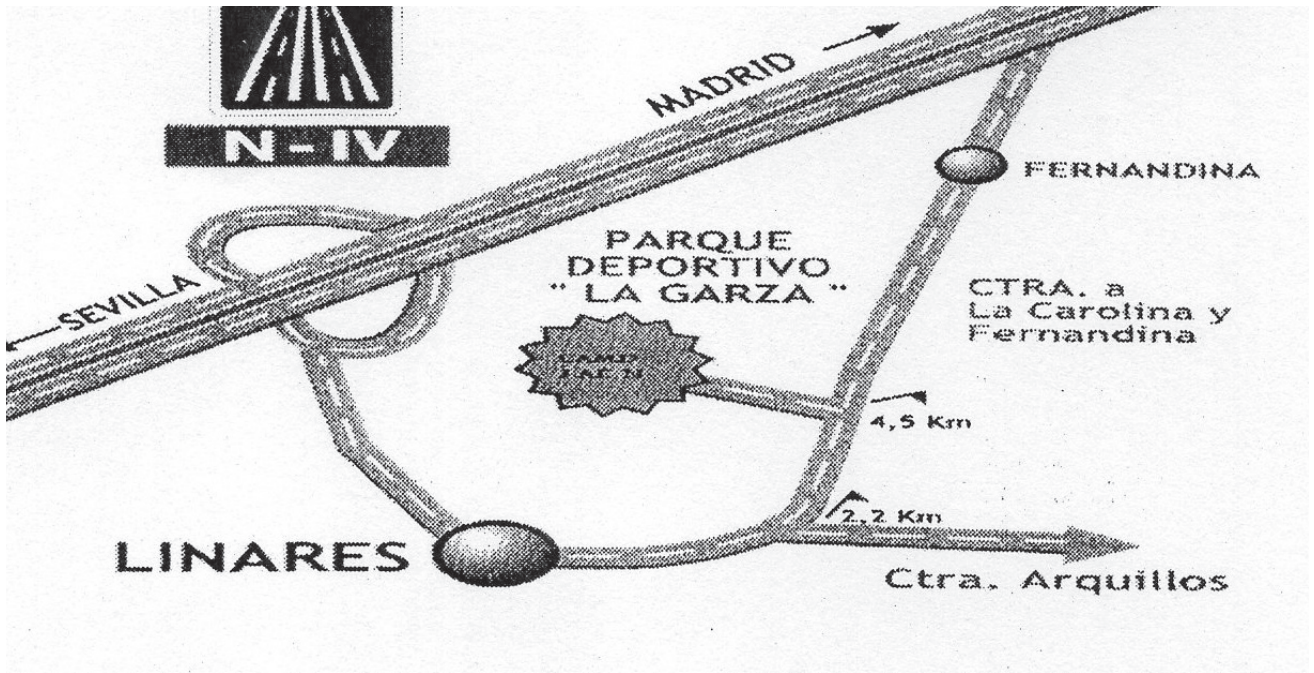 N-IV
MADRID
FERNANDINA
SEVILLA
PARQUE
DEPORTIVO
" LA GARZA "
CTRA. a
La Carolina y
Fernandina
4,5 Km
2,2 Km
LINARES
Ctra. Arquillos